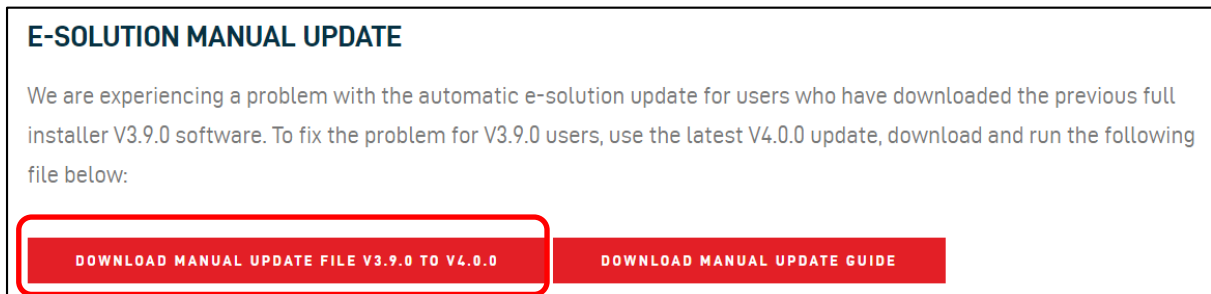 E-SOLUTION MANUAL UPDATE
We are experiencing a problem with the automatic e-solution update for users who have downloaded the previous full
installer V3.9.0 software. To fix the problem for V3.9.0 users, use the latest V4.0.0 update, download and run the following
file below:
DOWNLOAD MANUAL UPDATE FILE V3.9.0 TO V4.0.0
DOWNLOAD MANUAL UPDATE GUIDE